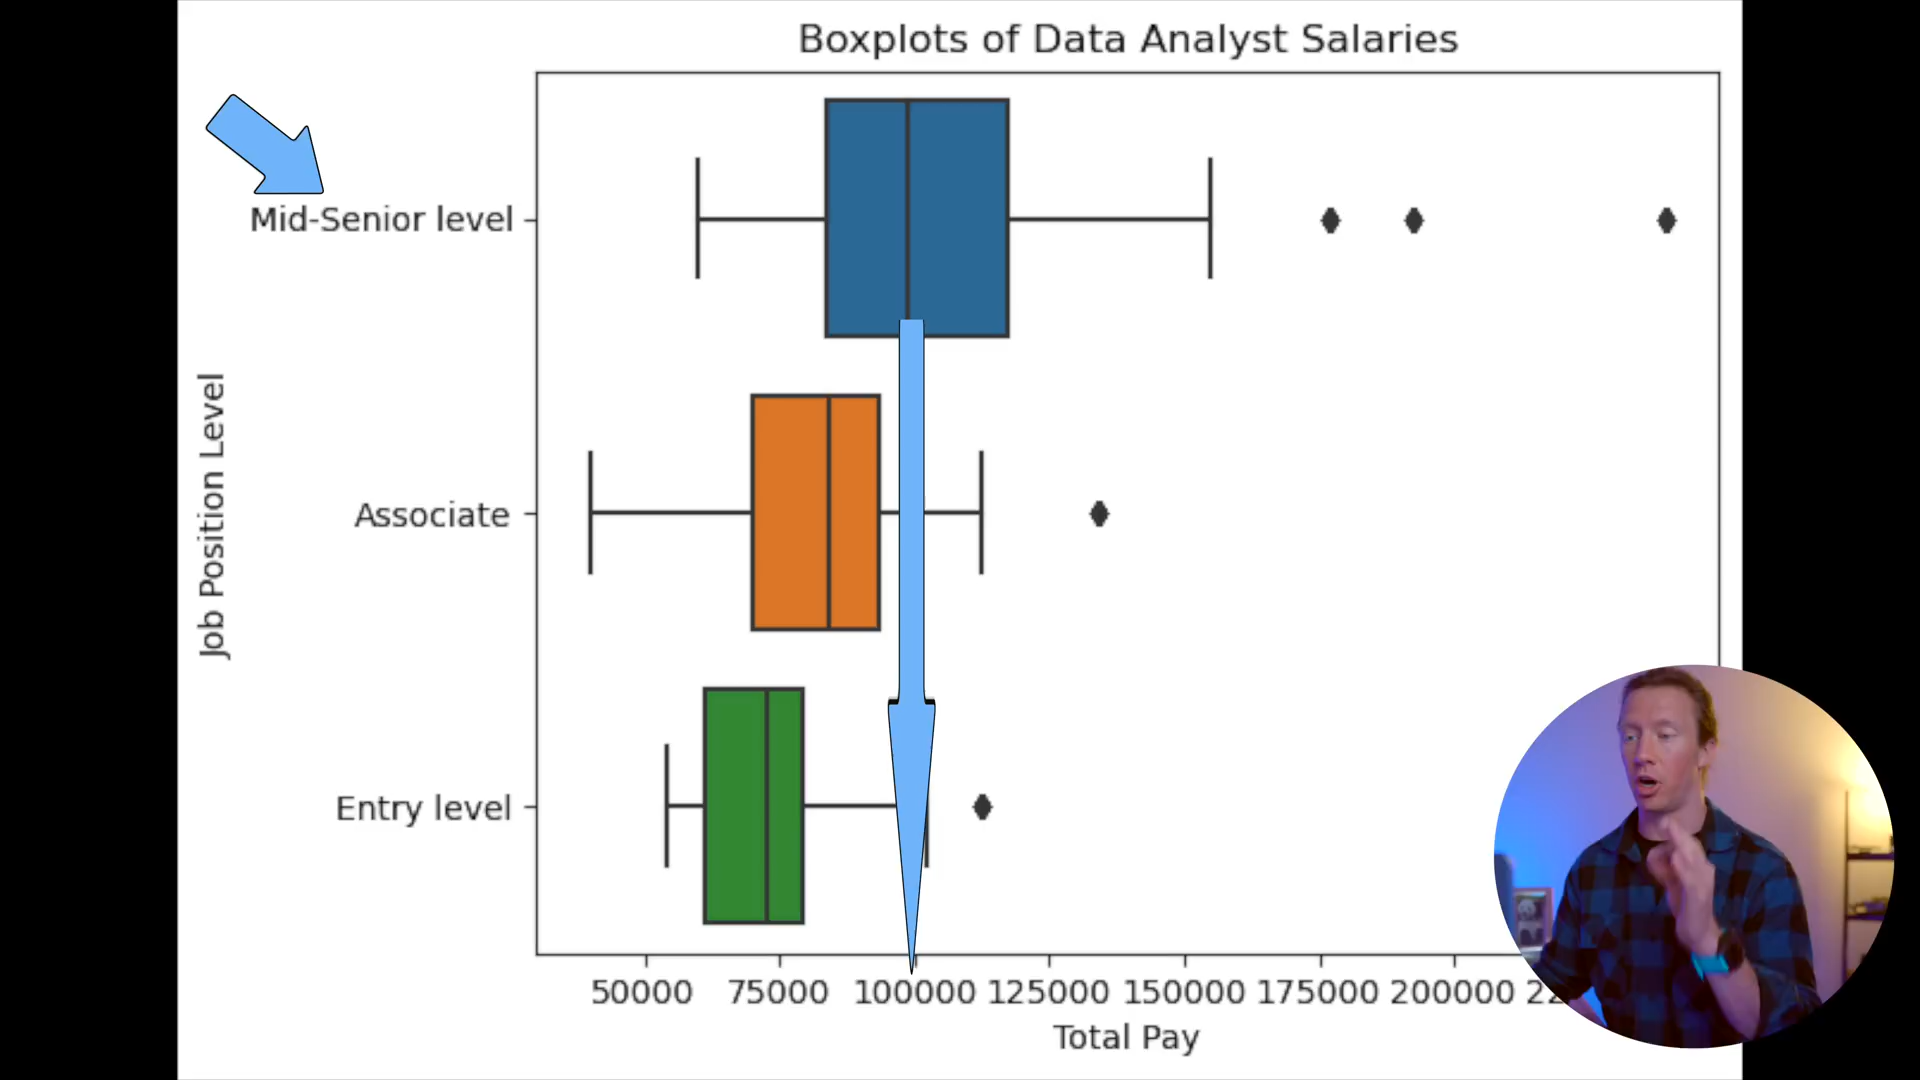 Boxplots of Data Analyst Salaries
Mid-Senior level
Associate
Entry level
Job Position Level
50000 75000 100000 125000 150000 175000 200000
Total Pay